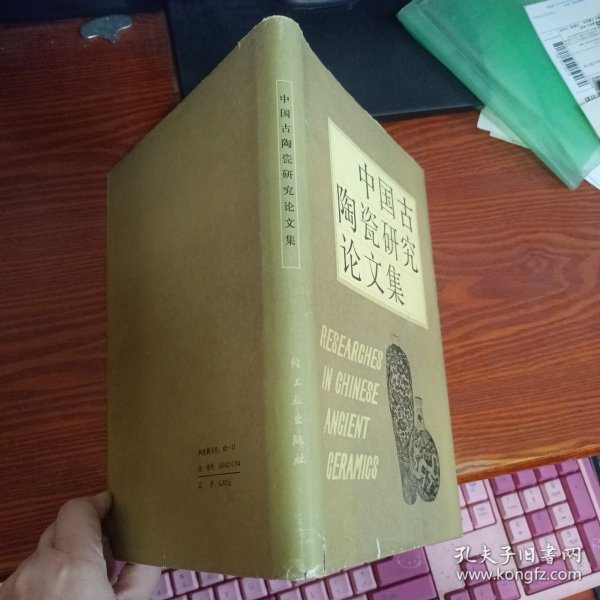 中国古陶瓷研究论文集
轻工业出版社
中国古
陶瓷研究
论文集
RESEARCHES
IN CHINESE
ANCIENT
CERAMICS
孔夫子旧书网
www.kongfz.com